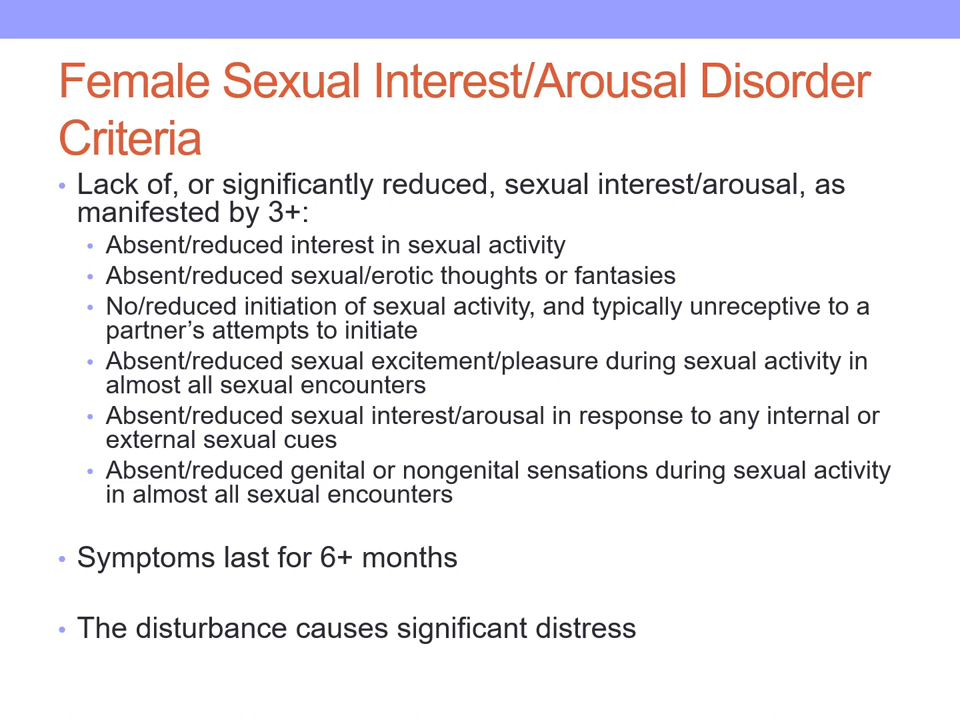 Female Sexual Interest/Arousal Disorder
Criteria
• Lack of, or significantly reduced, sexual interest/arousal, as
manifested by 3+:
• Absent/reduced interest in sexual activity
• Absent/reduced sexual/erotic thoughts or fantasies
• No/reduced initiation of sexual activity, and typically unreceptive to a
partner’s attempts to initiate
• Absent/reduced sexual excitement/pleasure during sexual activity in
almost all sexual encounters
• Absent/reduced sexual interest/arousal in response to any internal or
external sexual cues
• Absent/reduced genital or nongenital sensations during sexual activity
in almost all sexual encounters
• Symptoms last for 6+ months
• The disturbance causes significant distress